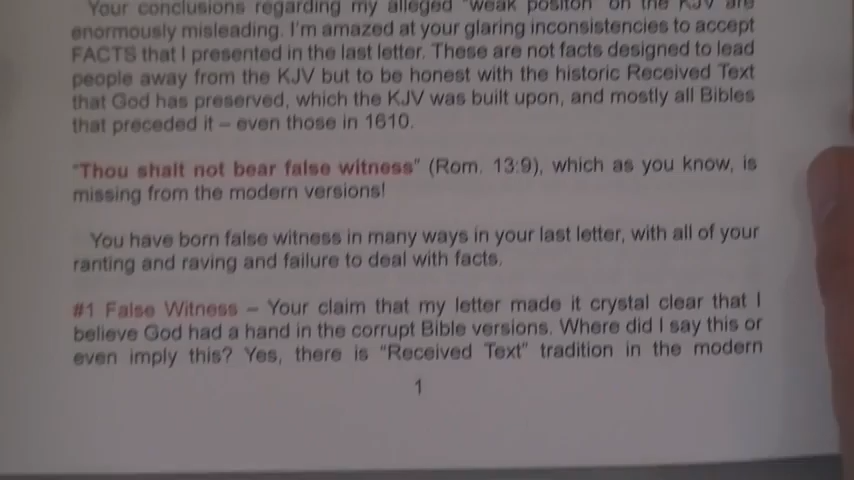 Your conclusions regarding my alleged "weak positon" on the KJV are
enormously misleading. I'm amazed at your glaring inconsistencies to accept
FACTS that I presented in the last letter. These are not facts designed to lead
people away from the KJV but to be honest with the historic Received Text
that God has preserved, which the KJV was built upon, and mostly all Bibles
that preceded it – even those in 1610.
"Thou shalt not bear false witness" (Rom. 13:9), which as you know, is
missing from the modern versions!
You have born false witness in many ways in your last letter, with all of your
ranting and raving and failure to deal with facts.
#1 False Witness – Your claim that my letter made it crystal clear that I
believe God had a hand in the corrupt Bible versions. Where did I say this or
even imply this? Yes, there is "Received Text" tradition in the modern
1